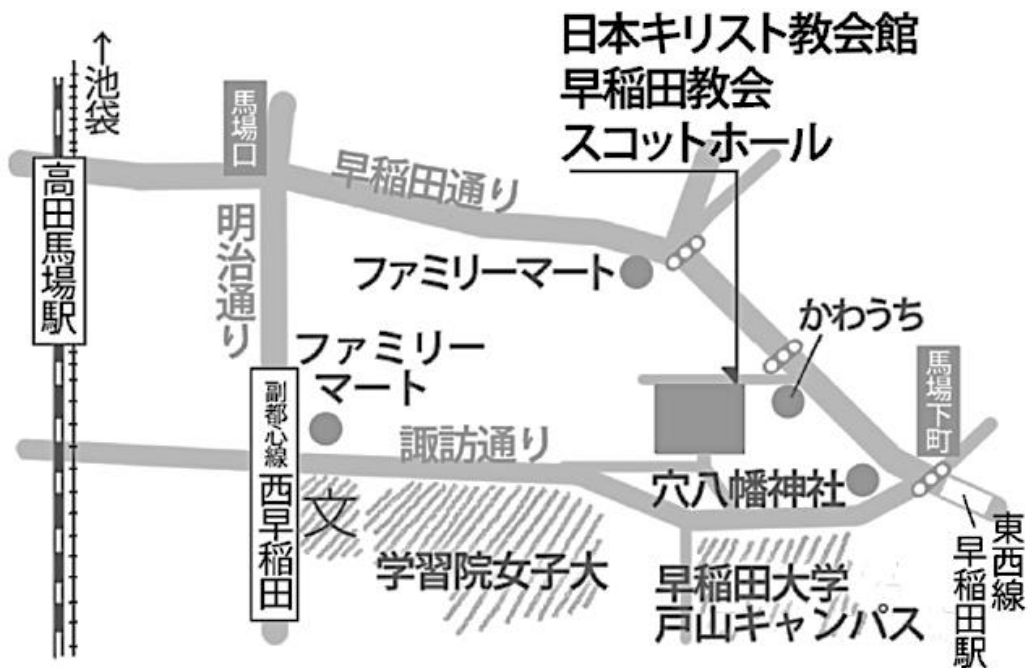 日本キリスト教会館
早稲田教会
スコットホール
↑池袋
馬場口
高田馬場駅
早稲田通り
明治通り
ファミリーマート
かわうち
ファミリー
マート
馬場下町
副都心線
西早稲田
諏訪通り
穴八幡神社
文
学習院女子大
早稲田大学
戸山キャンパス
東西線
早稲田駅